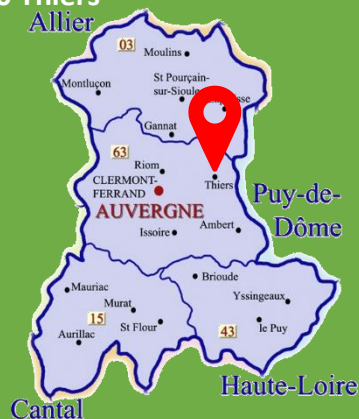 Thiers
Allier
03
Moulins
Montluçon
St Pourçain-
sur-Sioule
Gannat
63
Riom
CLERMONT-
FERRAND
Thiers
AUVERGNE
Puy-de-
Dôme
Issoire
Ambert
Brioude
Mauriac
Yssingeaux
Murat
15
St Flour
43
le Puy
Aurillac
Haute-Loire
Cantal